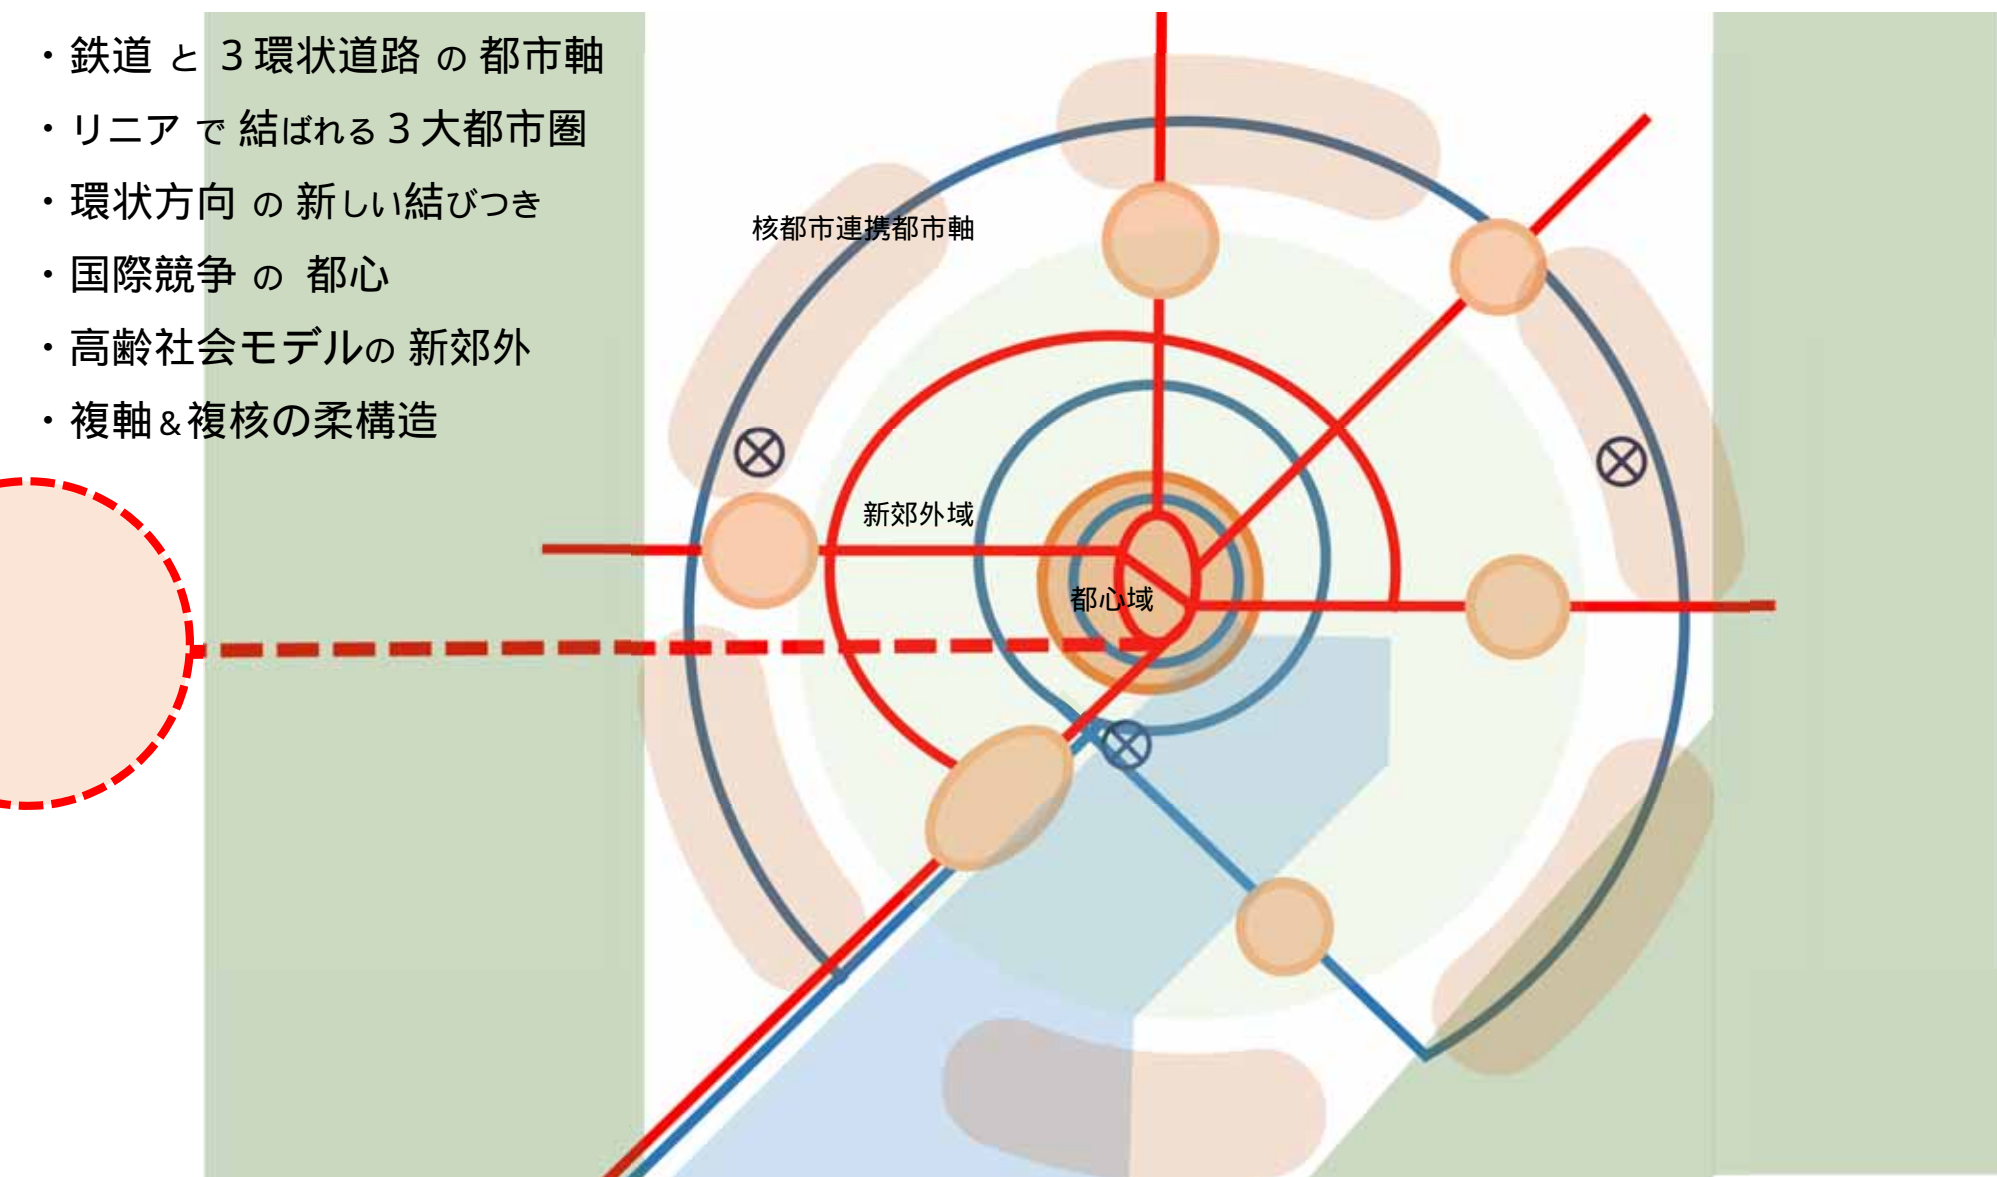 ・鉄道 と ３環状道路 の 都市軸
・リニア で 結ばれる３大都市圏
・環状方向 の 新しい結びつき
・国際競争 の 都心
・高齢社会モデルの 新郊外
・複軸＆複核の柔構造
核都市連携都市軸
新郊外域
都心域